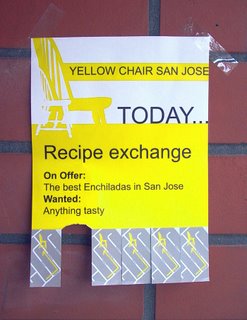 YELLOW CHAIR SAN JOSE
TODAY...
Recipe exchange
On Offer:
The best Enchiladas in San Jose
Wanted:
Anything tasty